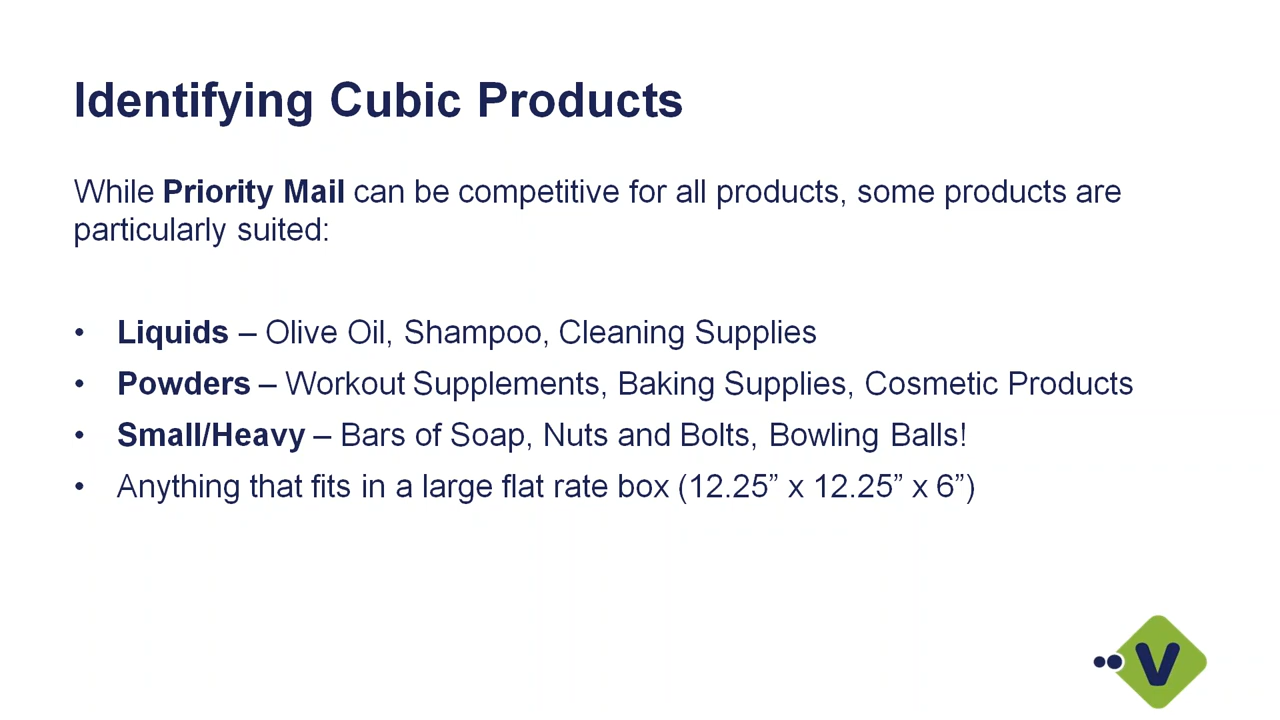 Identifying Cubic Products
While Priority Mail can be competitive for all products, some products are
particularly suited:
• Liquids – Olive Oil, Shampoo, Cleaning Supplies
• Powders – Workout Supplements, Baking Supplies, Cosmetic Products
• Small/Heavy – Bars of Soap, Nuts and Bolts, Bowling Balls!
• Anything that fits in a large flat rate box (12.25” x 12.25” x 6”)
V